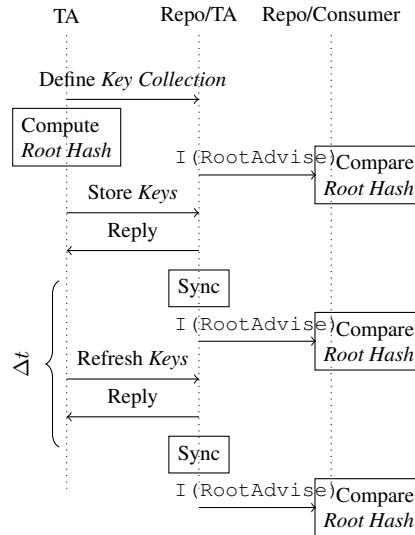 TA Repo/TA Repo/Consumer
Define Key Collection
Compute
Root Hash
I(RootAdvise)
Compare
Root Hash
Store Keys
Reply
Sync
I(RootAdvise)
Compare
Root Hash
Δt
Refresh Keys
Reply
Sync
I(RootAdvise)
Compare
Root Hash